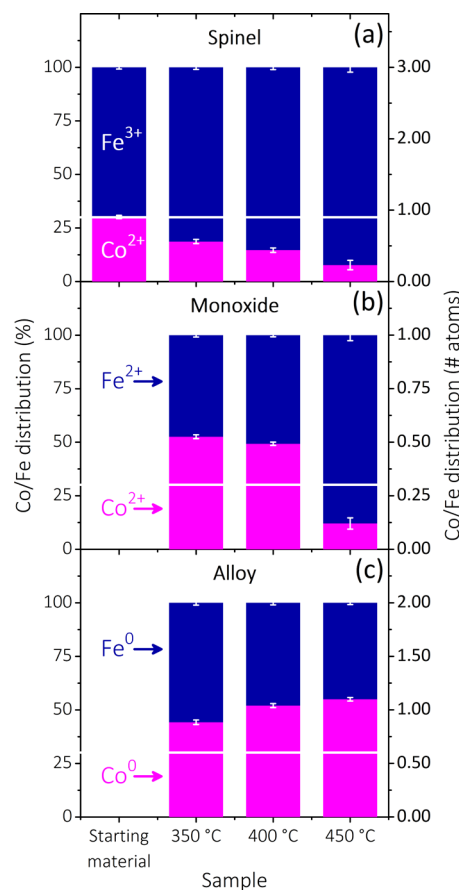 Spinel (a)
100 3.00
75
Fe³⁺ 2.00
50
1.00
25
Co²⁺
0 0.00
Monoxide (b)
100 1.00
Fe²⁺
75 0.75
50 0.50
25 0.25
Co²⁺
0 0.00
Alloy (c)
100 2.00
Fe⁰
75 1.50
50 1.00
25 0.50
Co⁰
0 0.00
Starting material 350 °C 400 °C 450 °C
Sample
Co/Fe distribution (%)
Co/Fe distribution (# atoms)